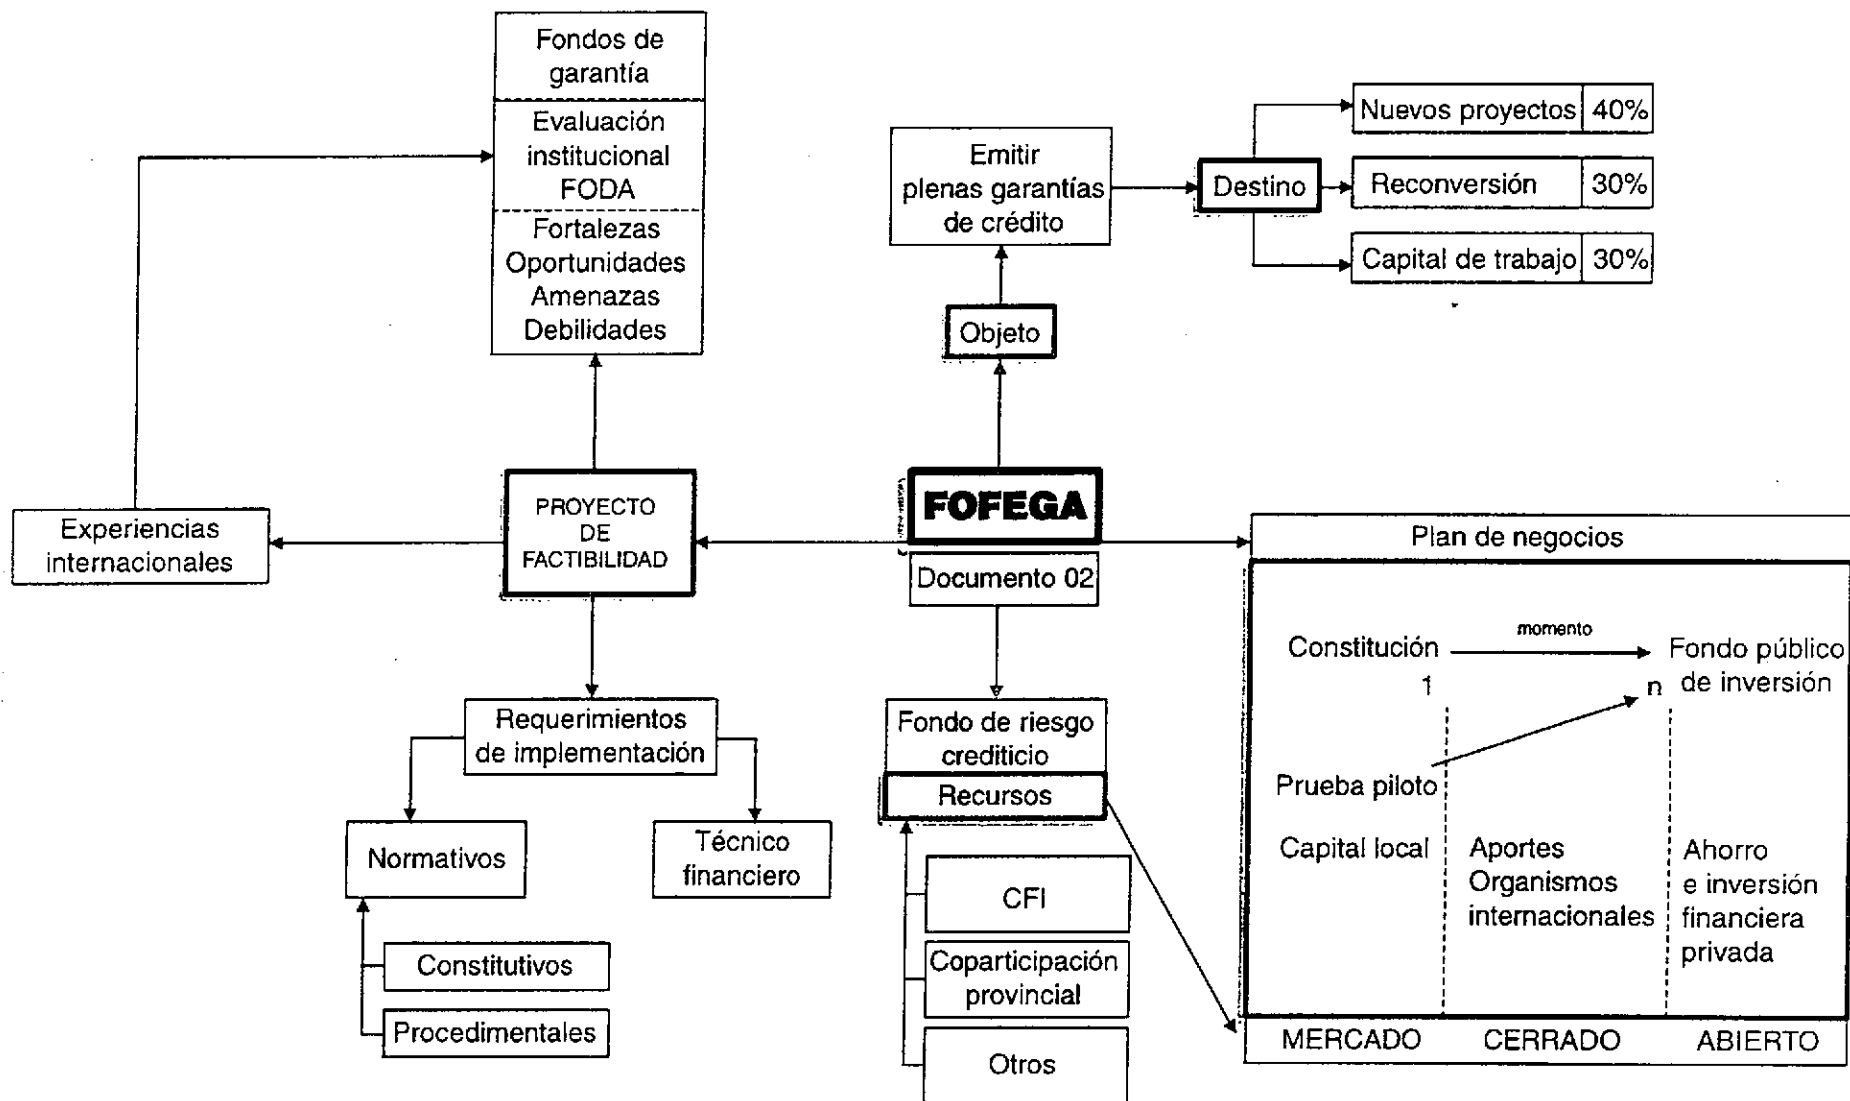 Fondos de
garantía
Evaluación
institucional
FODA
Fortalezas
Oportunidades
Amenazas
Debilidades
Emitir
plenas garantías
de crédito
Destino
Nuevos proyectos 40%
Reconversión 30%
Capital de trabajo 30%
Objeto
Experiencias
internacionales
PROYECTO
DE
FACTIBILIDAD
FOFEGA
Documento 02
Plan de negocios
Constitución momento Fondo público
1 n de inversión
Prueba piloto
Capital local
Aportes
Organismos
internacionales
Ahorro
e inversión
financiera
privada
MERCADO CERRADO ABIERTO
Requerimientos
de implementación
Normativos
Técnico
financiero
Constitutivos
Procedimentales
Fondo de riesgo
crediticio
Recursos
CFI
Coparticipación
provincial
Otros